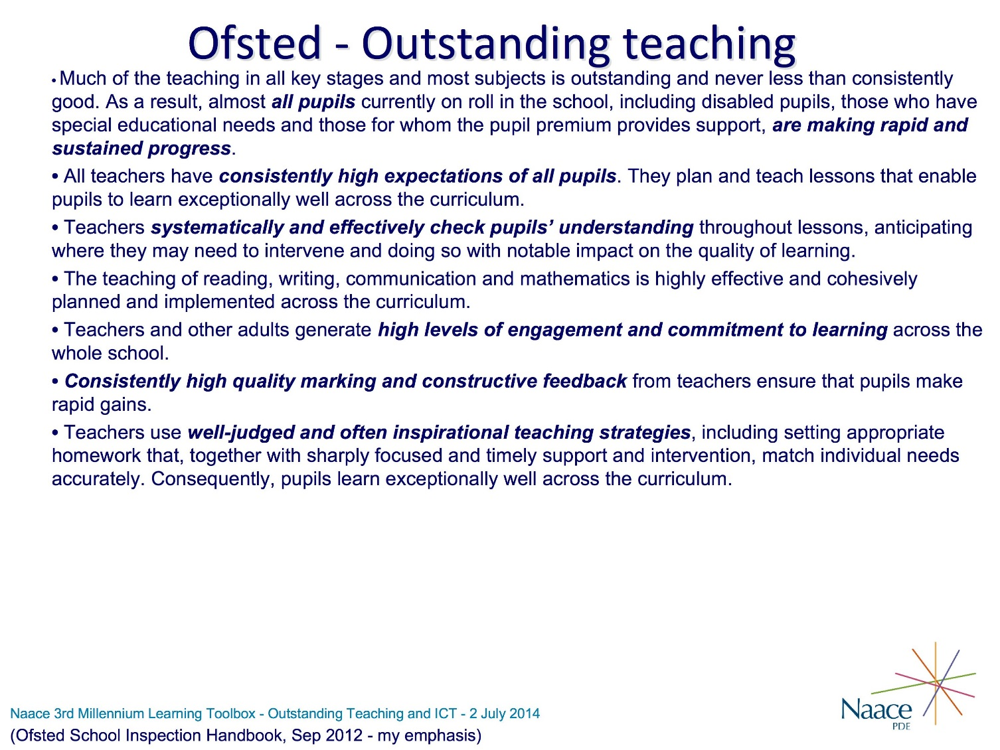 Ofsted - Outstanding teaching
• Much of the teaching in all key stages and most subjects is outstanding and never less than consistently
good. As a result, almost all pupils currently on roll in the school, including disabled pupils, those who have
special educational needs and those for whom the pupil premium provides support, are making rapid and
sustained progress.
• All teachers have consistently high expectations of all pupils. They plan and teach lessons that enable
pupils to learn exceptionally well across the curriculum.
• Teachers systematically and effectively check pupils’ understanding throughout lessons, anticipating
where they may need to intervene and doing so with notable impact on the quality of learning.
• The teaching of reading, writing, communication and mathematics is highly effective and cohesively
planned and implemented across the curriculum.
• Teachers and other adults generate high levels of engagement and commitment to learning across the
whole school.
• Consistently high quality marking and constructive feedback from teachers ensure that pupils make
rapid gains.
• Teachers use well-judged and often inspirational teaching strategies, including setting appropriate
homework that, together with sharply focused and timely support and intervention, match individual needs
accurately. Consequently, pupils learn exceptionally well across the curriculum.
Naace
PDE
Naace 3rd Millennium Learning Toolbox - Outstanding Teaching and ICT - 2 July 2014
(Ofsted School Inspection Handbook, Sep 2012 - my emphasis)